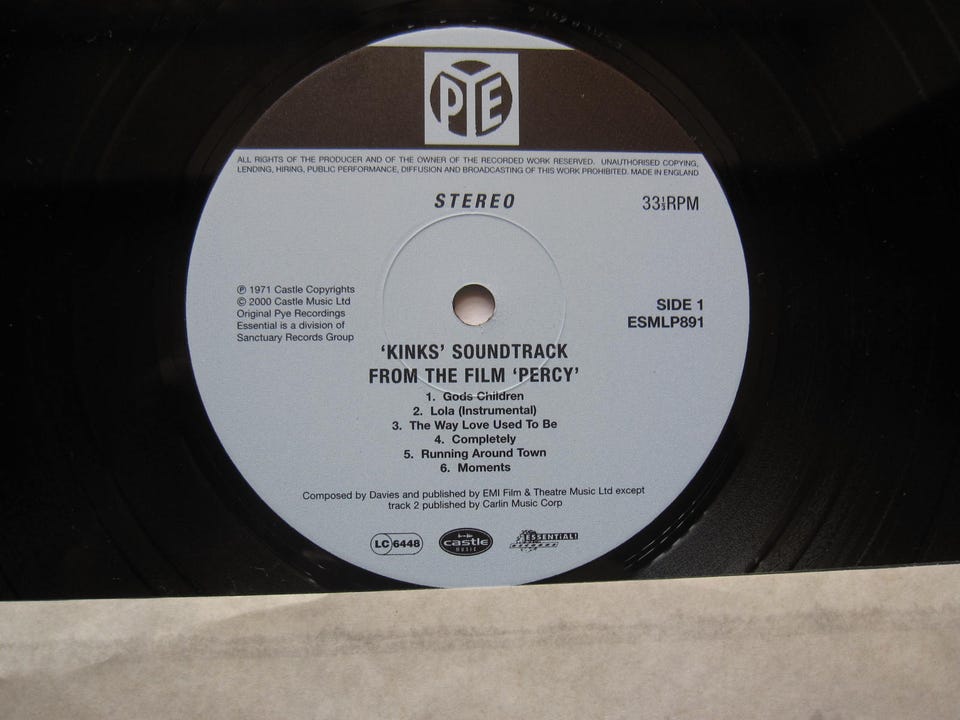 PYE
ALL RIGHTS OF THE PRODUCER AND OF THE OWNER OF THE RECORDED WORK RESERVED. UNAUTHORISED COPYING,
LENDING, HIRING, PUBLIC PERFORMANCE, DIFFUSION AND BROADCASTING OF THIS WORK PROHIBITED. MADE IN ENGLAND
STEREO
33⅓RPM
℗ 1971 Castle Copyrights
© 2000 Castle Music Ltd
Original Pye Recordings
Essential is a division of
Sanctuary Records Group
SIDE 1
ESMLP891
‘KINKS’ SOUNDTRACK
FROM THE FILM ‘PERCY’
1. Gods Children
2. Lola (Instrumental)
3. The Way Love Used To Be
4. Completely
5. Running Around Town
6. Moments
Composed by Davies and published by EMI Film & Theatre Music Ltd except
track 2 published by Carlin Music Corp
LC 6448
castle
MUSIC
ESSENTIAL!